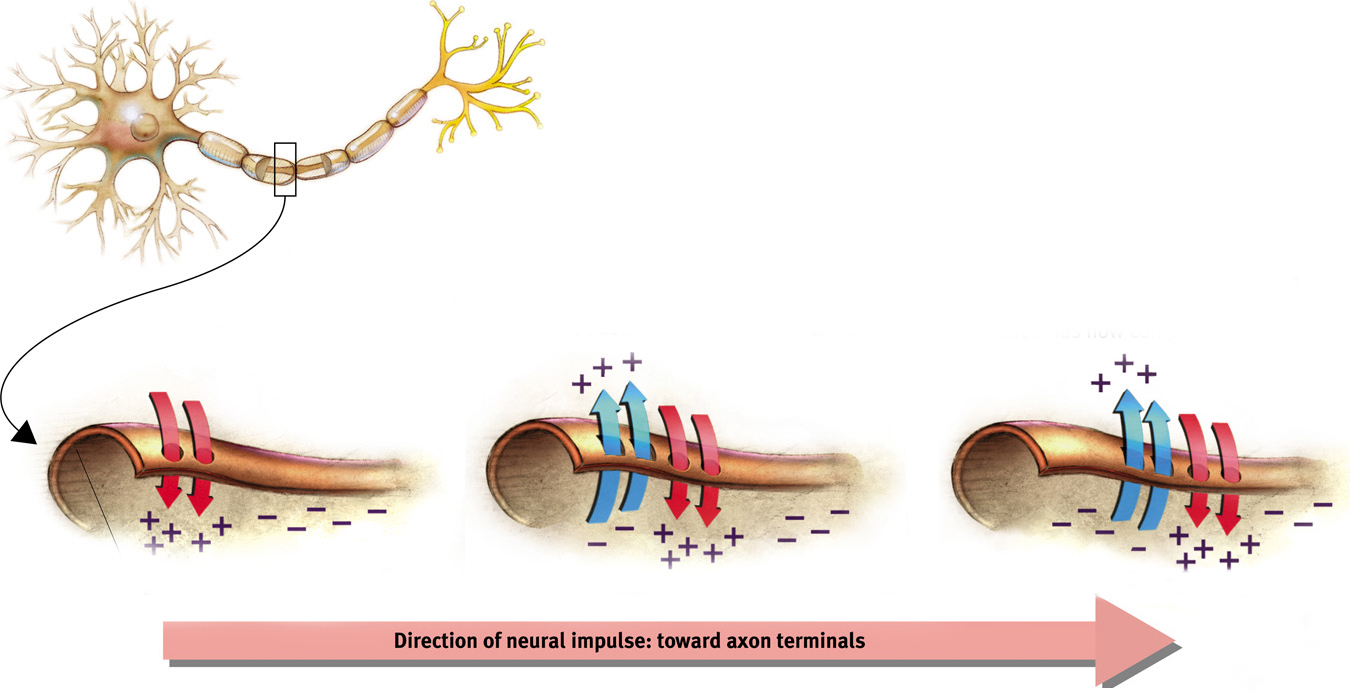 Direction of neural impulse: toward axon terminals